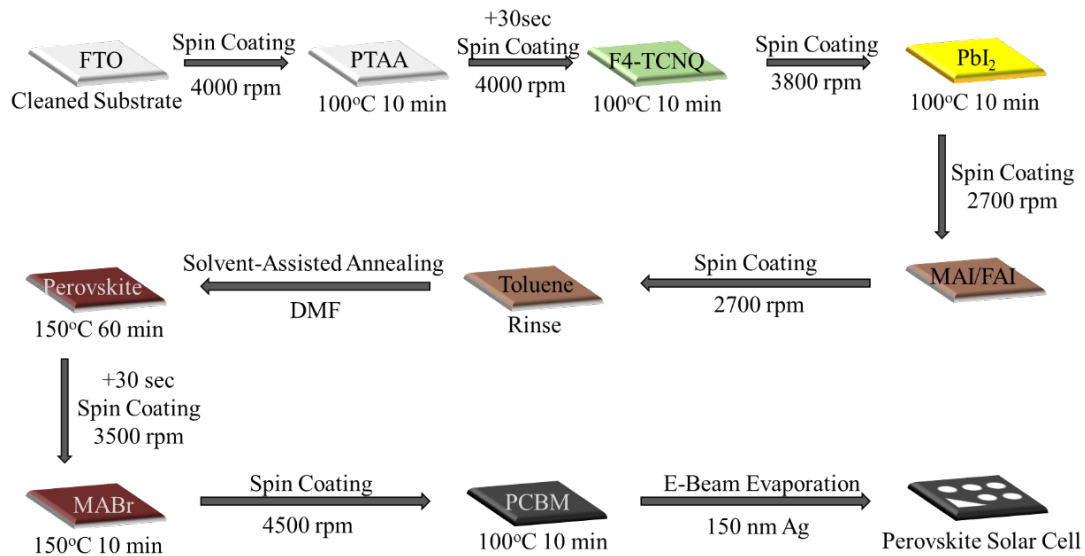 FTO
Cleaned Substrate
Spin Coating
4000 rpm
PTAA
100°C 10 min
+30sec
Spin Coating
4000 rpm
F4-TCNQ
100°C 10 min
Spin Coating
3800 rpm
PbI₂
100°C 10 min
Spin Coating
2700 rpm
MAI/FAI
Spin Coating
2700 rpm
Toluene
Rinse
Solvent-Assisted Annealing
DMF
Perovskite
150°C 60 min
+30 sec
Spin Coating
3500 rpm
MABr
150°C 10 min
Spin Coating
4500 rpm
PCBM
100°C 10 min
E-Beam Evaporation
150 nm Ag
Perovskite Solar Cell